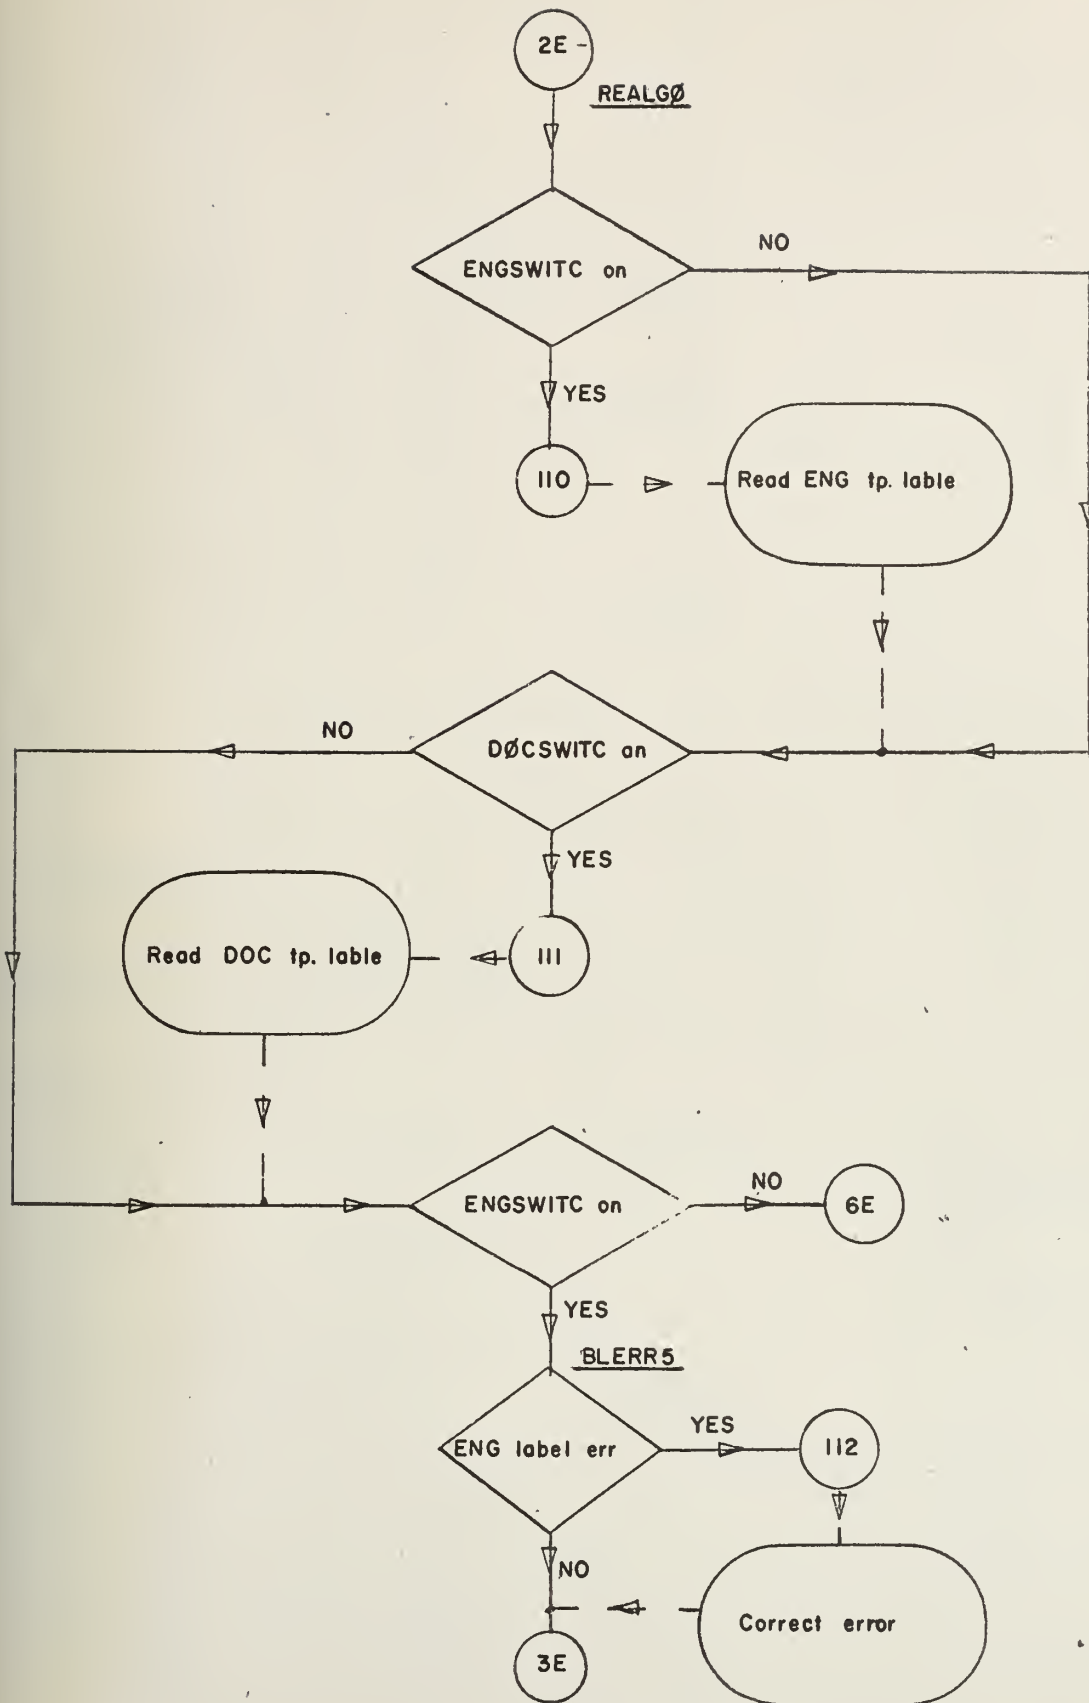 2E -
REALGØ
ENGSWITC on
NO
YES
110
Read ENG tp. lable
DØCSWITC an
NO
YES
Read DOC tp. lable
111
ENGSWITC on
NO
6E
YES
BLERR5
ENG label err
YES
112
NO
Correct error
3E